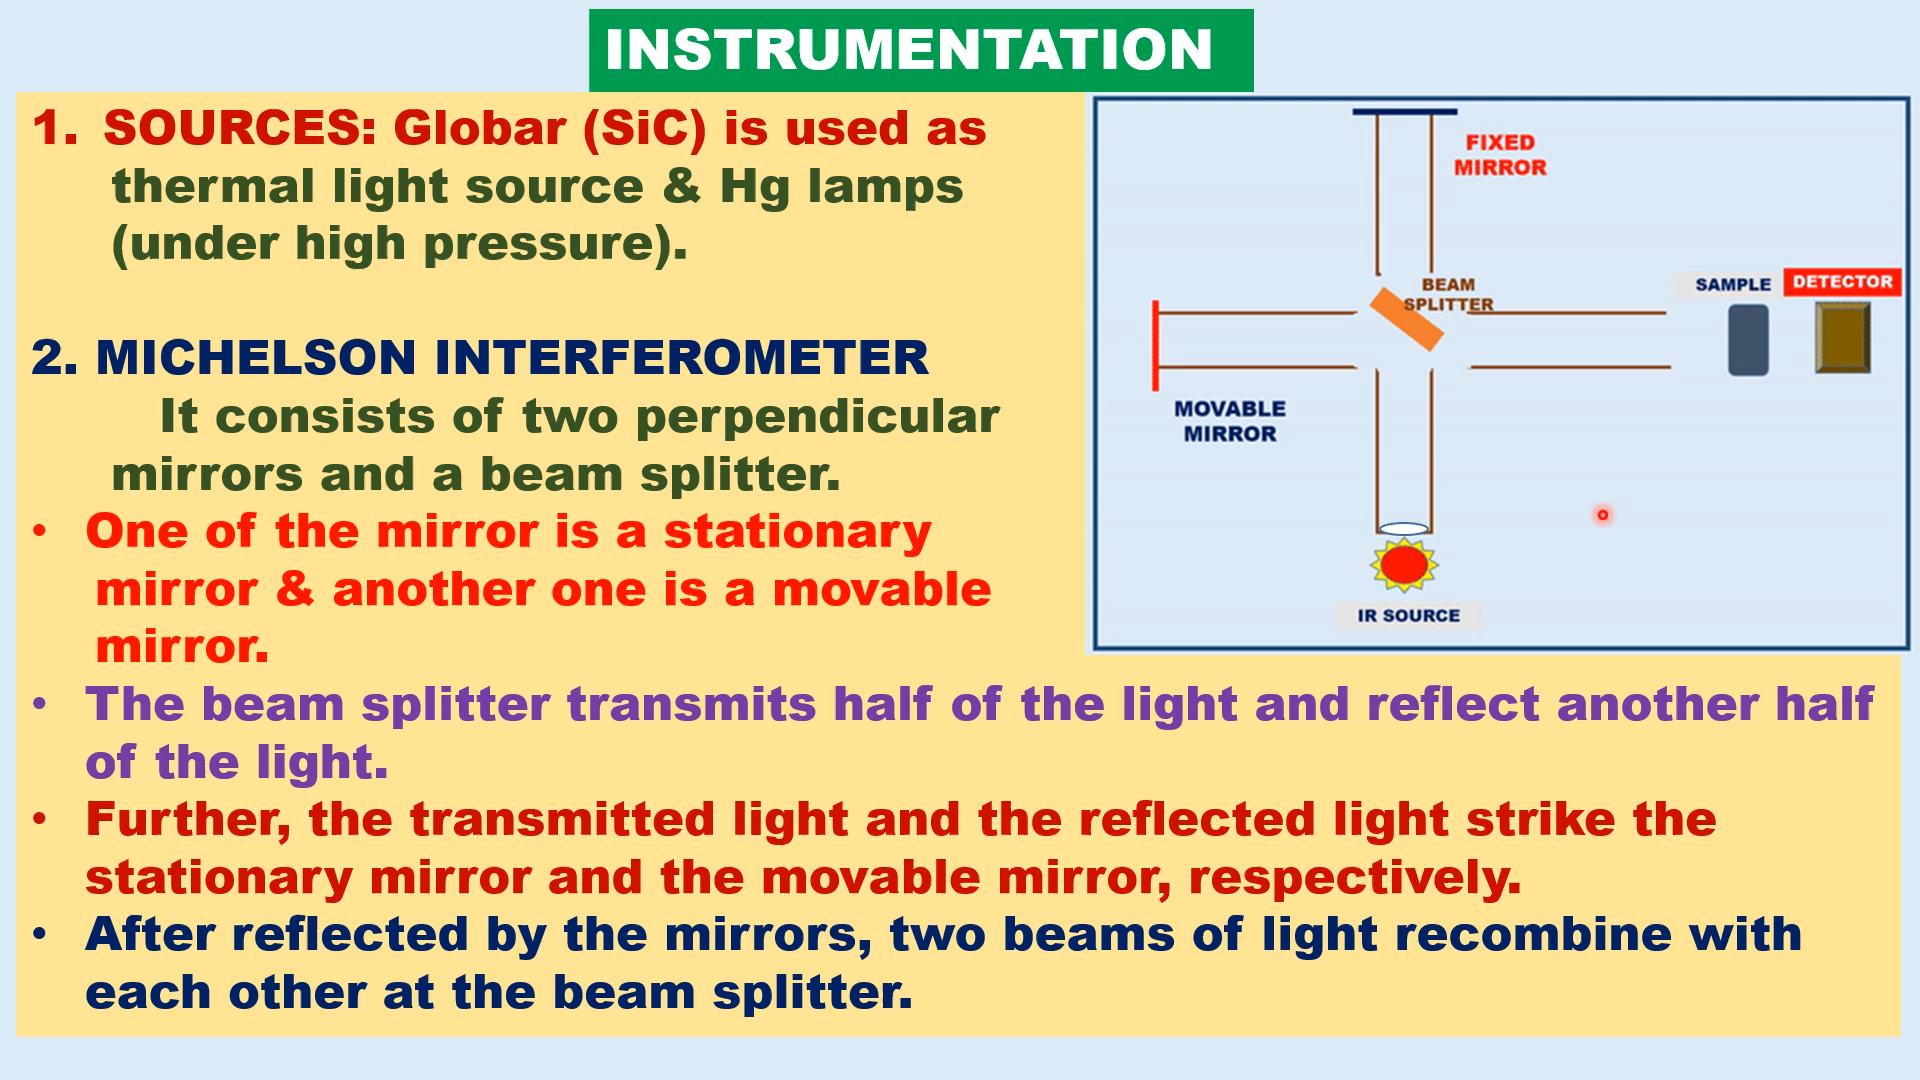 INSTRUMENTATION
1. SOURCES: Globar (SiC) is used as
thermal light source & Hg lamps
(under high pressure).
2. MICHELSON INTERFEROMETER
It consists of two perpendicular
mirrors and a beam splitter.
• One of the mirror is a stationary
mirror & another one is a movable
mirror.
• The beam splitter transmits half of the light and reflect another half
of the light.
• Further, the transmitted light and the reflected light strike the
stationary mirror and the movable mirror, respectively.
• After reflected by the mirrors, two beams of light recombine with
each other at the beam splitter.
FIXED
MIRROR
BEAM
SPLITTER
SAMPLE
DETECTOR
MOVABLE
MIRROR
IR SOURCE